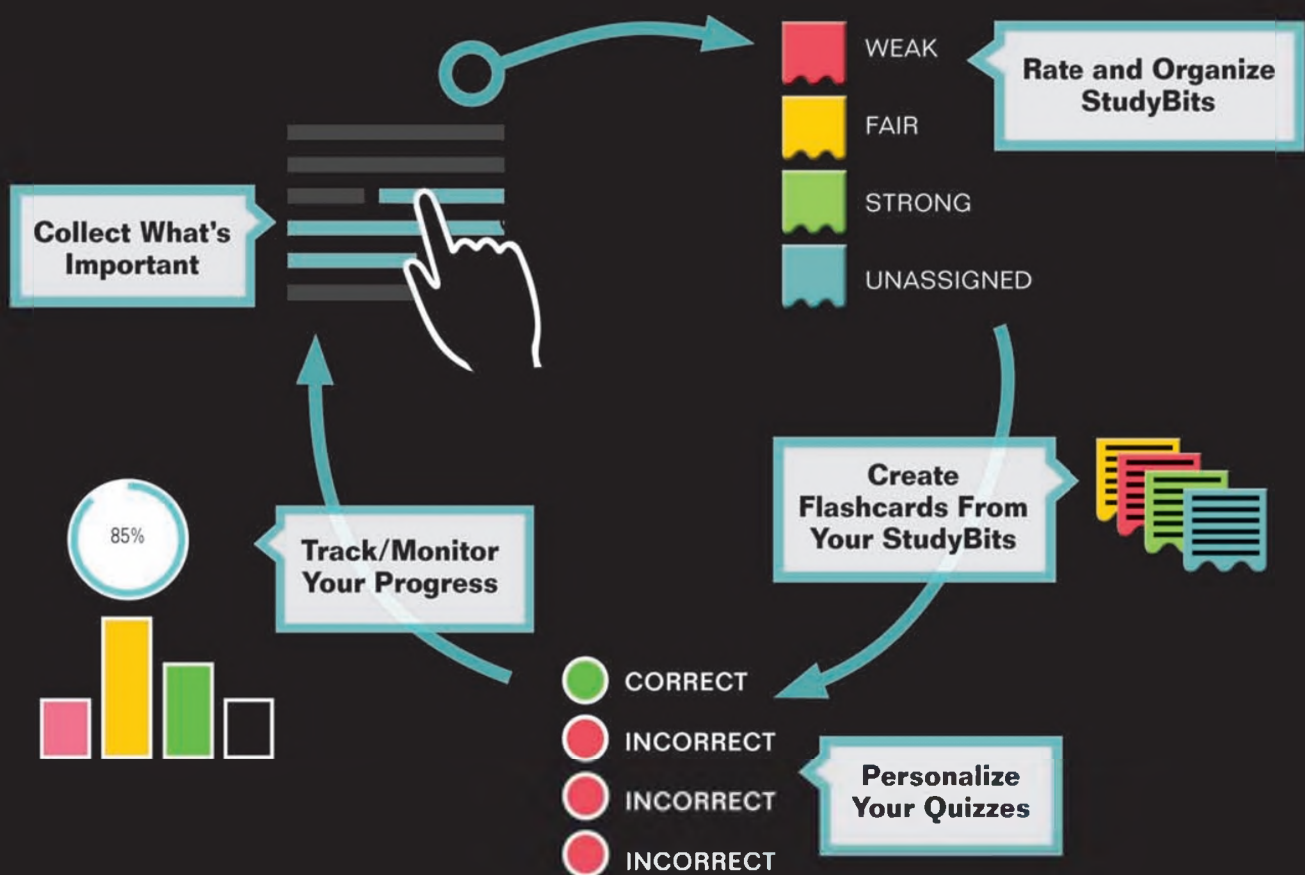 WEAK
FAIR
STRONG
UNASSIGNED
Rate and Organize
StudyBits
Collect What's
Important
Create
Flashcards From
Your StudyBits
85%
Track/Monitor
Your Progress
CORRECT
INCORRECT
INCORRECT
INCORRECT
Personalize
Your Quizzes